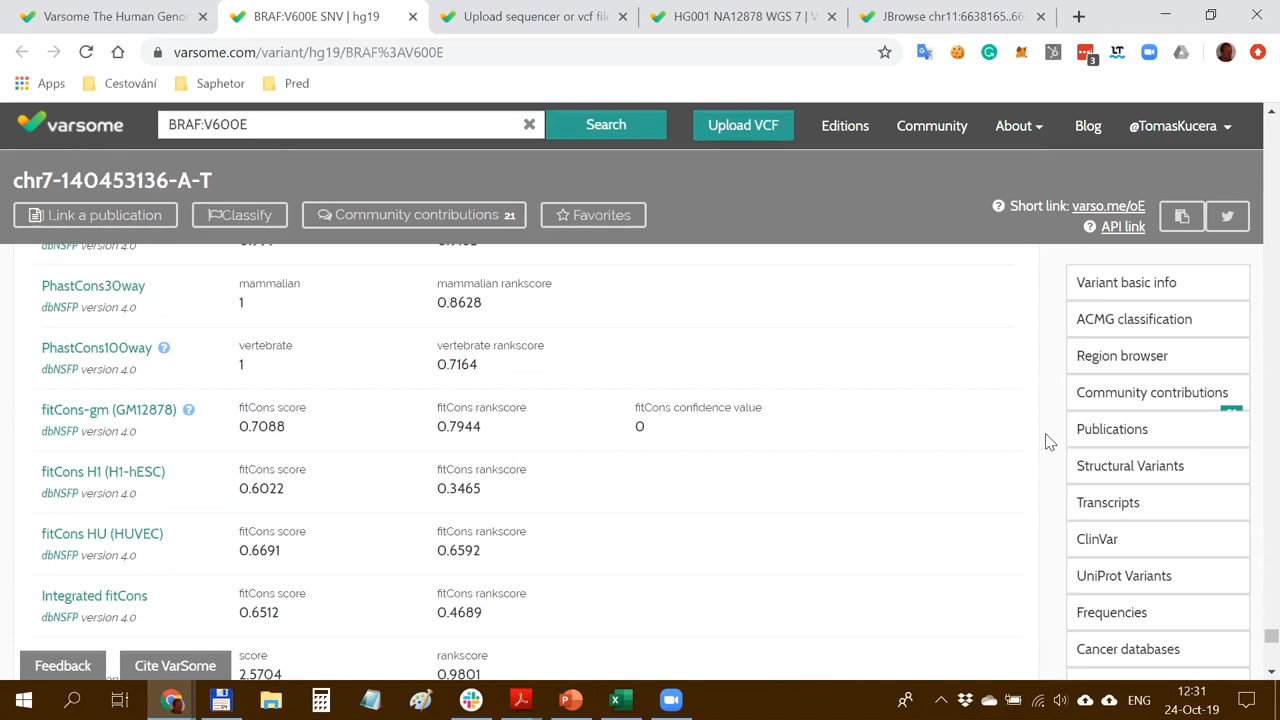 Varsome The Human Genor
BRAF:V600E SNV | hg19
Upload sequencer or vcf file
HG001 NA12878 WGS 7 | V
JBrowse chr11:6638165..66
varsome.com/variant/hg19/BRAF%3AV600E
3
Apps
Cestování
Saphetor
Pred
varsome
BRAF:V600E
Search
Upload VCF
Editions
Community
About
Blog
@TomasKucera
chr7-140453136-A-T
Link a publication
Classify
Community contributions 21
Favorites
Short link: varso.me/oE
API link
dbNSFP version 4.0
PhastCons30way
mammalian
mammalian rankscore
dbNSFP version 4.0
1
0.8628
PhastCons100way
vertebrate
vertebrate rankscore
dbNSFP version 4.0
1
0.7164
fitCons-gm (GM12878)
fitCons score
fitCons rankscore
fitCons confidence value
dbNSFP version 4.0
0.7088
0.7944
0
fitCons H1 (H1-hESC)
fitCons score
fitCons rankscore
dbNSFP version 4.0
0.6022
0.3465
fitCons HU (HUVEC)
fitCons score
fitCons rankscore
dbNSFP version 4.0
0.6691
0.6592
Integrated fitCons
fitCons score
fitCons rankscore
dbNSFP version 4.0
0.6512
0.4689
score
rankscore
2.5704
0.9801
Feedback
Cite VarSome
Variant basic info
ACMG classification
Region browser
Community contributions
Publications
Structural Variants
Transcripts
ClinVar
UniProt Variants
Frequencies
Cancer databases
ENG
12:31
24-Oct-19